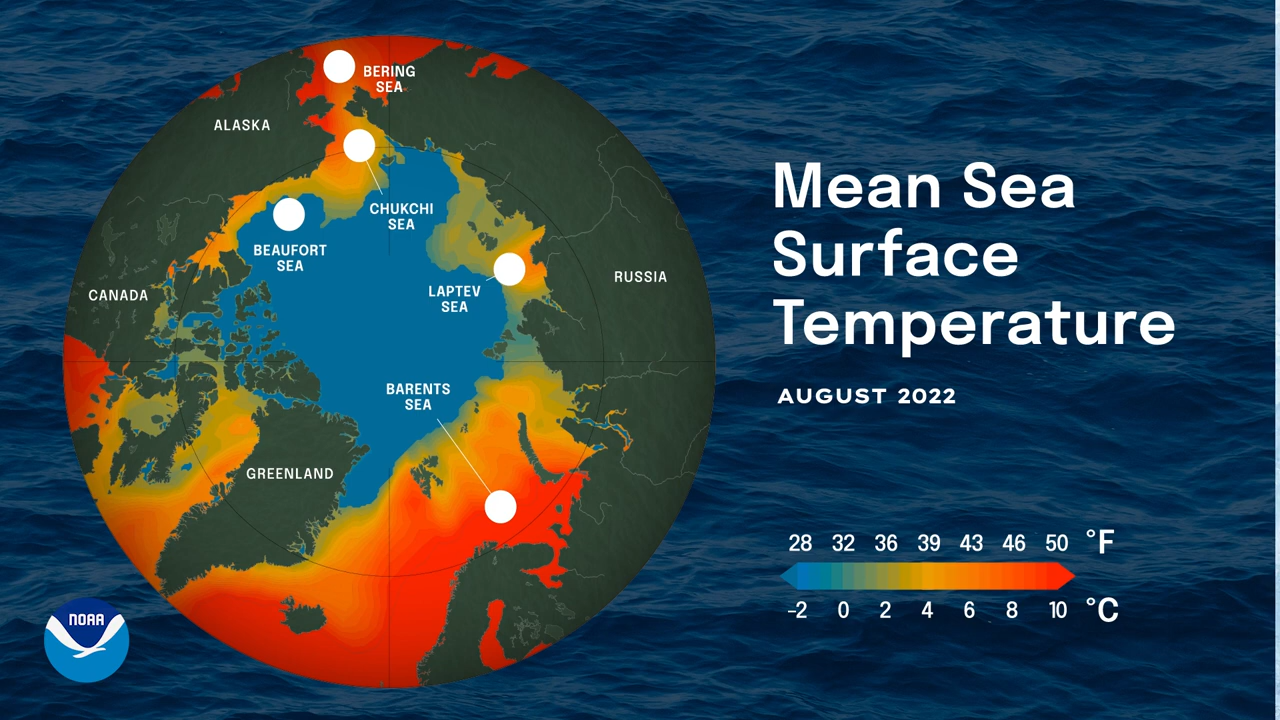 BERING
SEA
ALASKA
CHUKCHI
SEA
BEAUFORT
SEA
CANADA
LAPTEV
SEA
RUSSIA
BARENTS
SEA
GREENLAND
NOAA
Mean Sea
Surface
Temperature
AUGUST 2022
28 32 36 39 43 46 50 °F
-2 0 2 4 6 8 10 °C